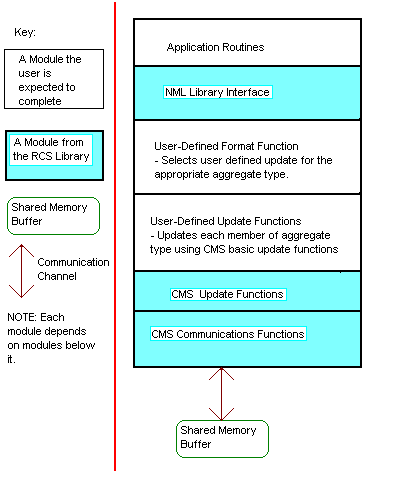 Key:
A Module the
user is
expected to
complete
A Module from
the RCS Library
Shared Memory
Buffer
Communication
Channel
NOTE: Each
module depends
on modules below
it.
Application Routines
NML Library Interface
User-Defined Format Function
- Selects user defined update for the
appropriate aggregate type.
User-Defined Update Functions
- Updates each member of aggregate
type using CMS basic update functions
CMS Update Functions
CMS Communications Functions
Shared Memory
Buffer